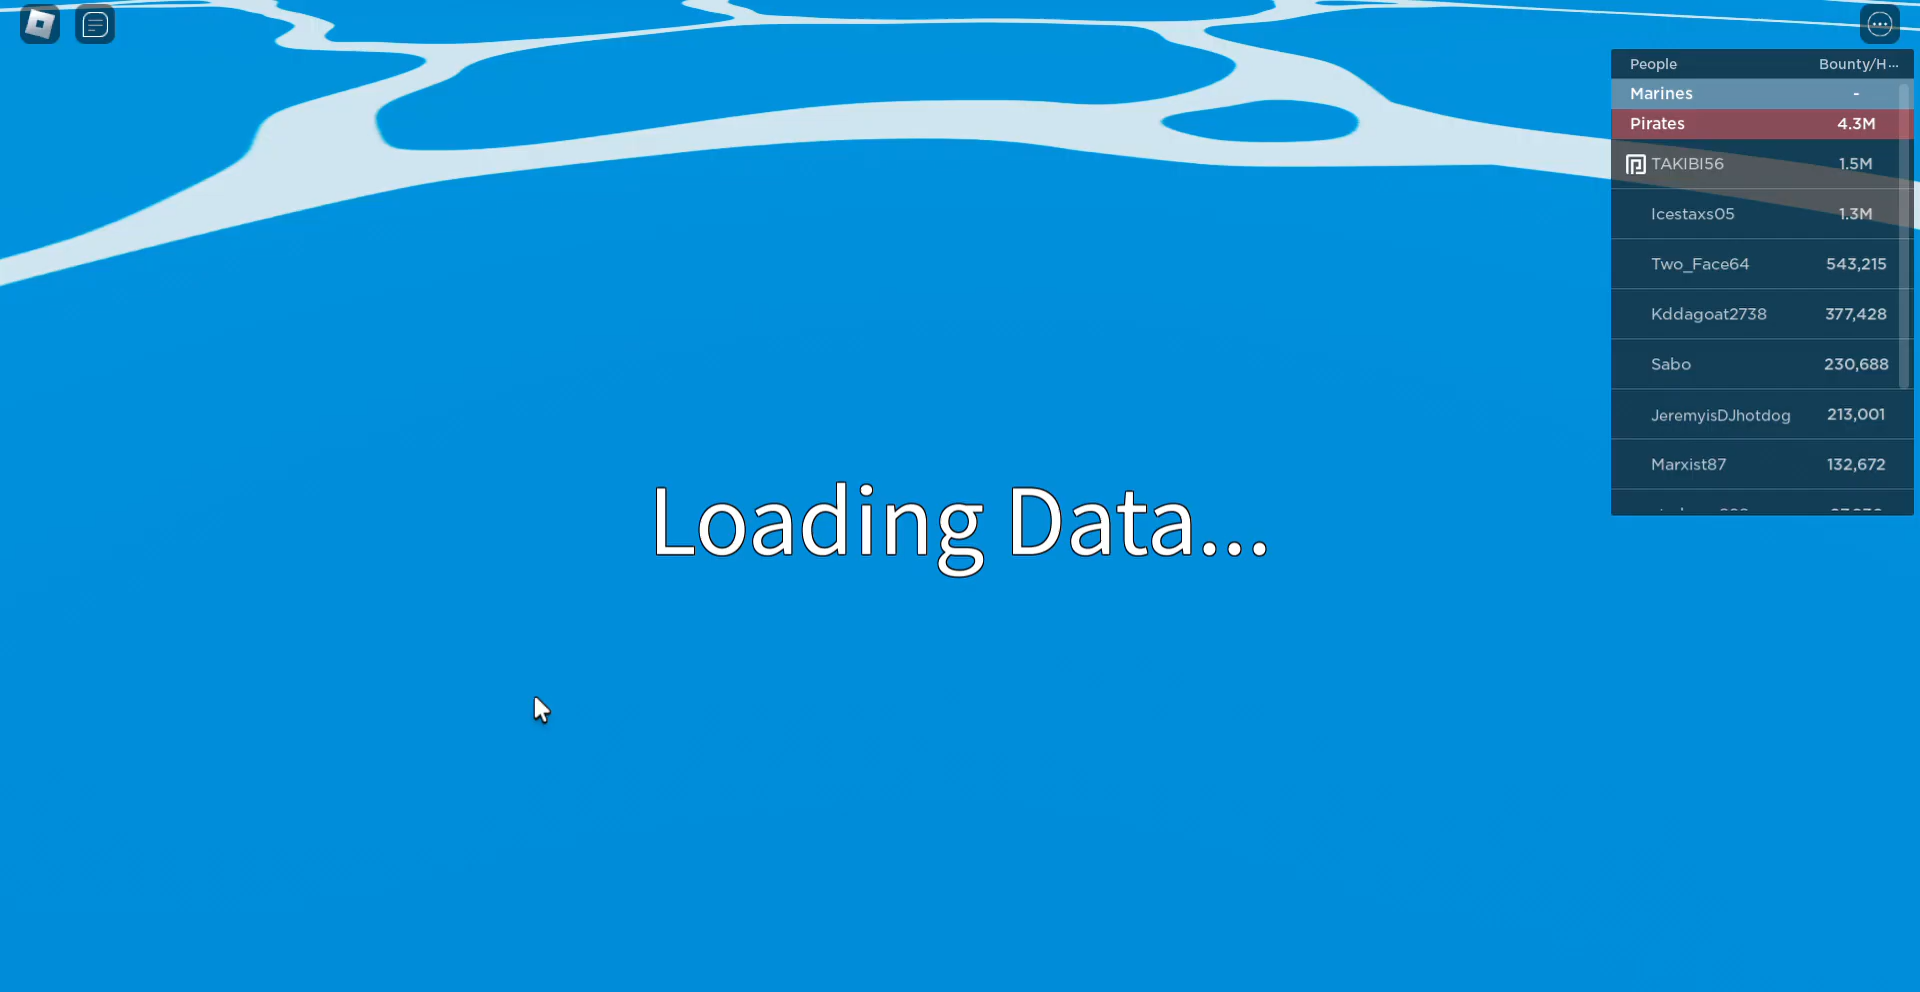 People Bounty/H...
Marines -
Pirates 4.3M
TAKIBI56 1.5M
Icestaxs05 1.3M
Two_Face64 543,215
Kddagoat2738 377,428
Sabo 230,688
JeremyisDJhotdog 213,001
Marxist87 132,672
Loading Data...